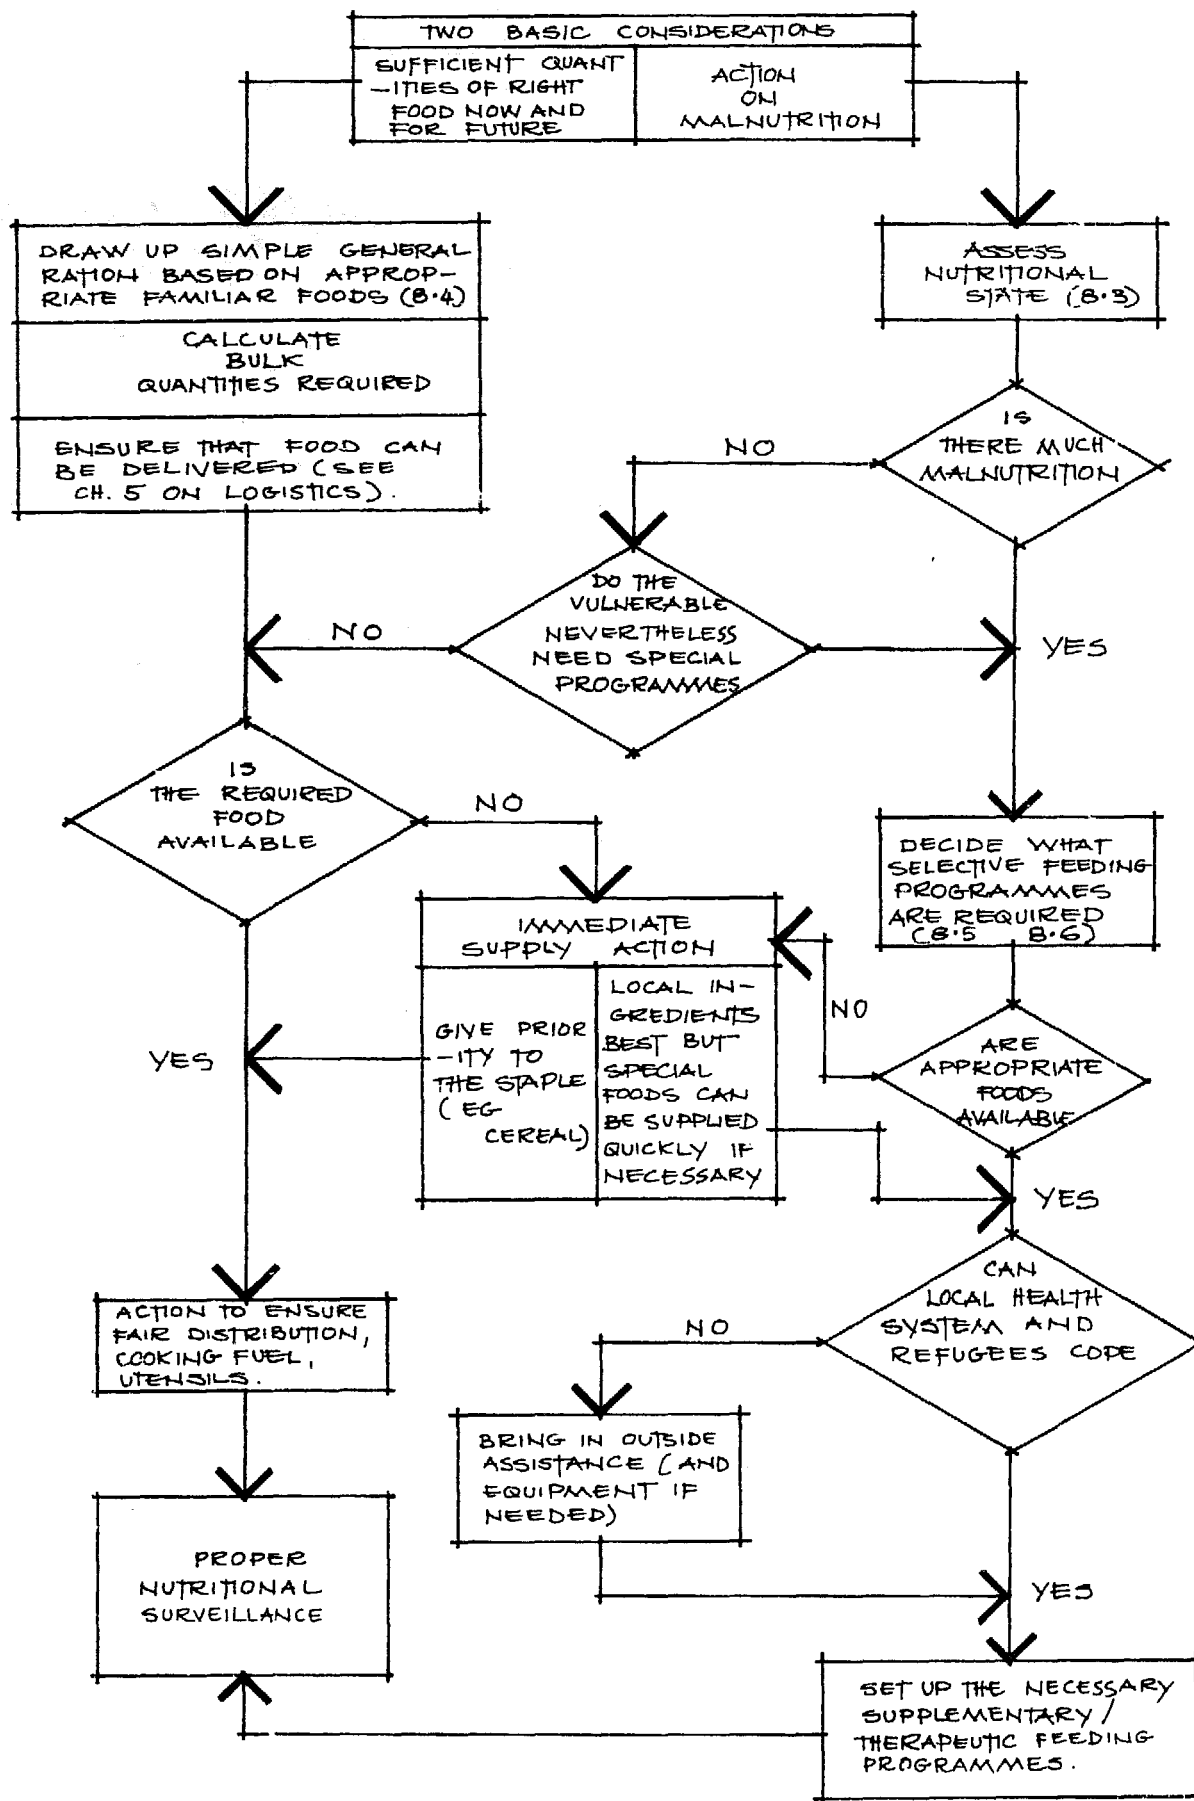 TWO BASIC CONSIDERATIONS
SUFFICIENT QUANT
-ITIES OF RIGHT
FOOD NOW AND
FOR FUTURE
ACTION
ON
MALNUTRITION
DRAW UP SIMPLE GENERAL
RATION BASED ON APPROP-
RIATE FAMILIAR FOODS (8.4)
CALCULATE
BULK
QUANTITIES REQUIRED
ENSURE THAT FOOD CAN
BE DELIVERED (SEE
CH. 5 ON LOGISTICS).
ASSESS
NUTRITIONAL
STATE (8.3)
IS
THERE MUCH
MALNUTRITION
NO
DO THE
VULNERABLE
NEVERTHELESS
NEED SPECIAL
PROGRAMMES
NO
YES
IS
THE REQUIRED
FOOD
AVAILABLE
NO
DECIDE WHAT
SELECTIVE FEEDING
PROGRAMMES
ARE REQUIRED
(8.5 8.6)
IMMEDIATE
SUPPLY ACTION
GIVE PRIOR
-ITY TO
THE STAPLE
(EG
CEREAL)
LOCAL IN-
GREDIENTS
BEST BUT
SPECIAL
FOODS CAN
BE SUPPLIED
QUICKLY IF
NECESSARY
NO
ARE
APPROPRIATE
FOODS
AVAILABLE
YES
YES
CAN
LOCAL HEALTH
SYSTEM AND
REFUGEES COPE
NO
ACTION TO ENSURE
FAIR DISTRIBUTION,
COOKING FUEL,
UTENSILS.
BRING IN OUTSIDE
ASSISTANCE (AND
EQUIPMENT IF
NEEDED)
YES
PROPER
NUTRITIONAL
SURVEILLANCE
SET UP THE NECESSARY
SUPPLEMENTARY/
THERAPEUTIC FEEDING
PROGRAMMES.